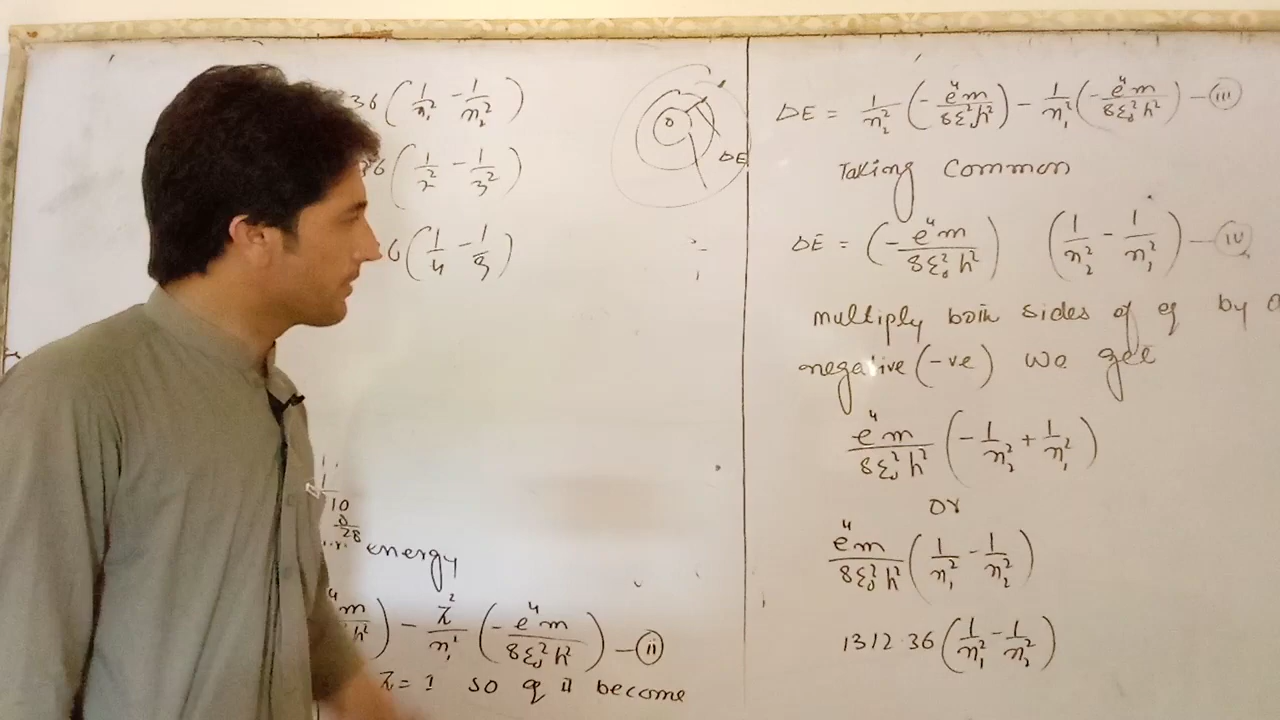 36 (1/n₁² - 1/n₂²)
36 (1/2² - 1/3²)
6 (1/4 - 1/9)
ΔE
10
8
28
energy
m h²) - Z²/n₁² (- e⁴m / 8ε₀²h²) - (ii)
Z = 1 so eq ii become
ΔE = 1/n₂² (- e⁴m / 8ε₀²h²) - 1/n₁² (- e⁴m / 8ε₀²h²) - (iii)
Taking Common
ΔE = (- e⁴m / 8ε₀²h²) (1/n₂² - 1/n₁²) - (iv)
multiply both sides of eq by
negative (-ve) we get
e⁴m / 8ε₀²h² (- 1/n₂² + 1/n₁²)
or
e⁴m / 8ε₀²h² (1/n₁² - 1/n₂²)
1312.36 (1/n₁² - 1/n₂²)